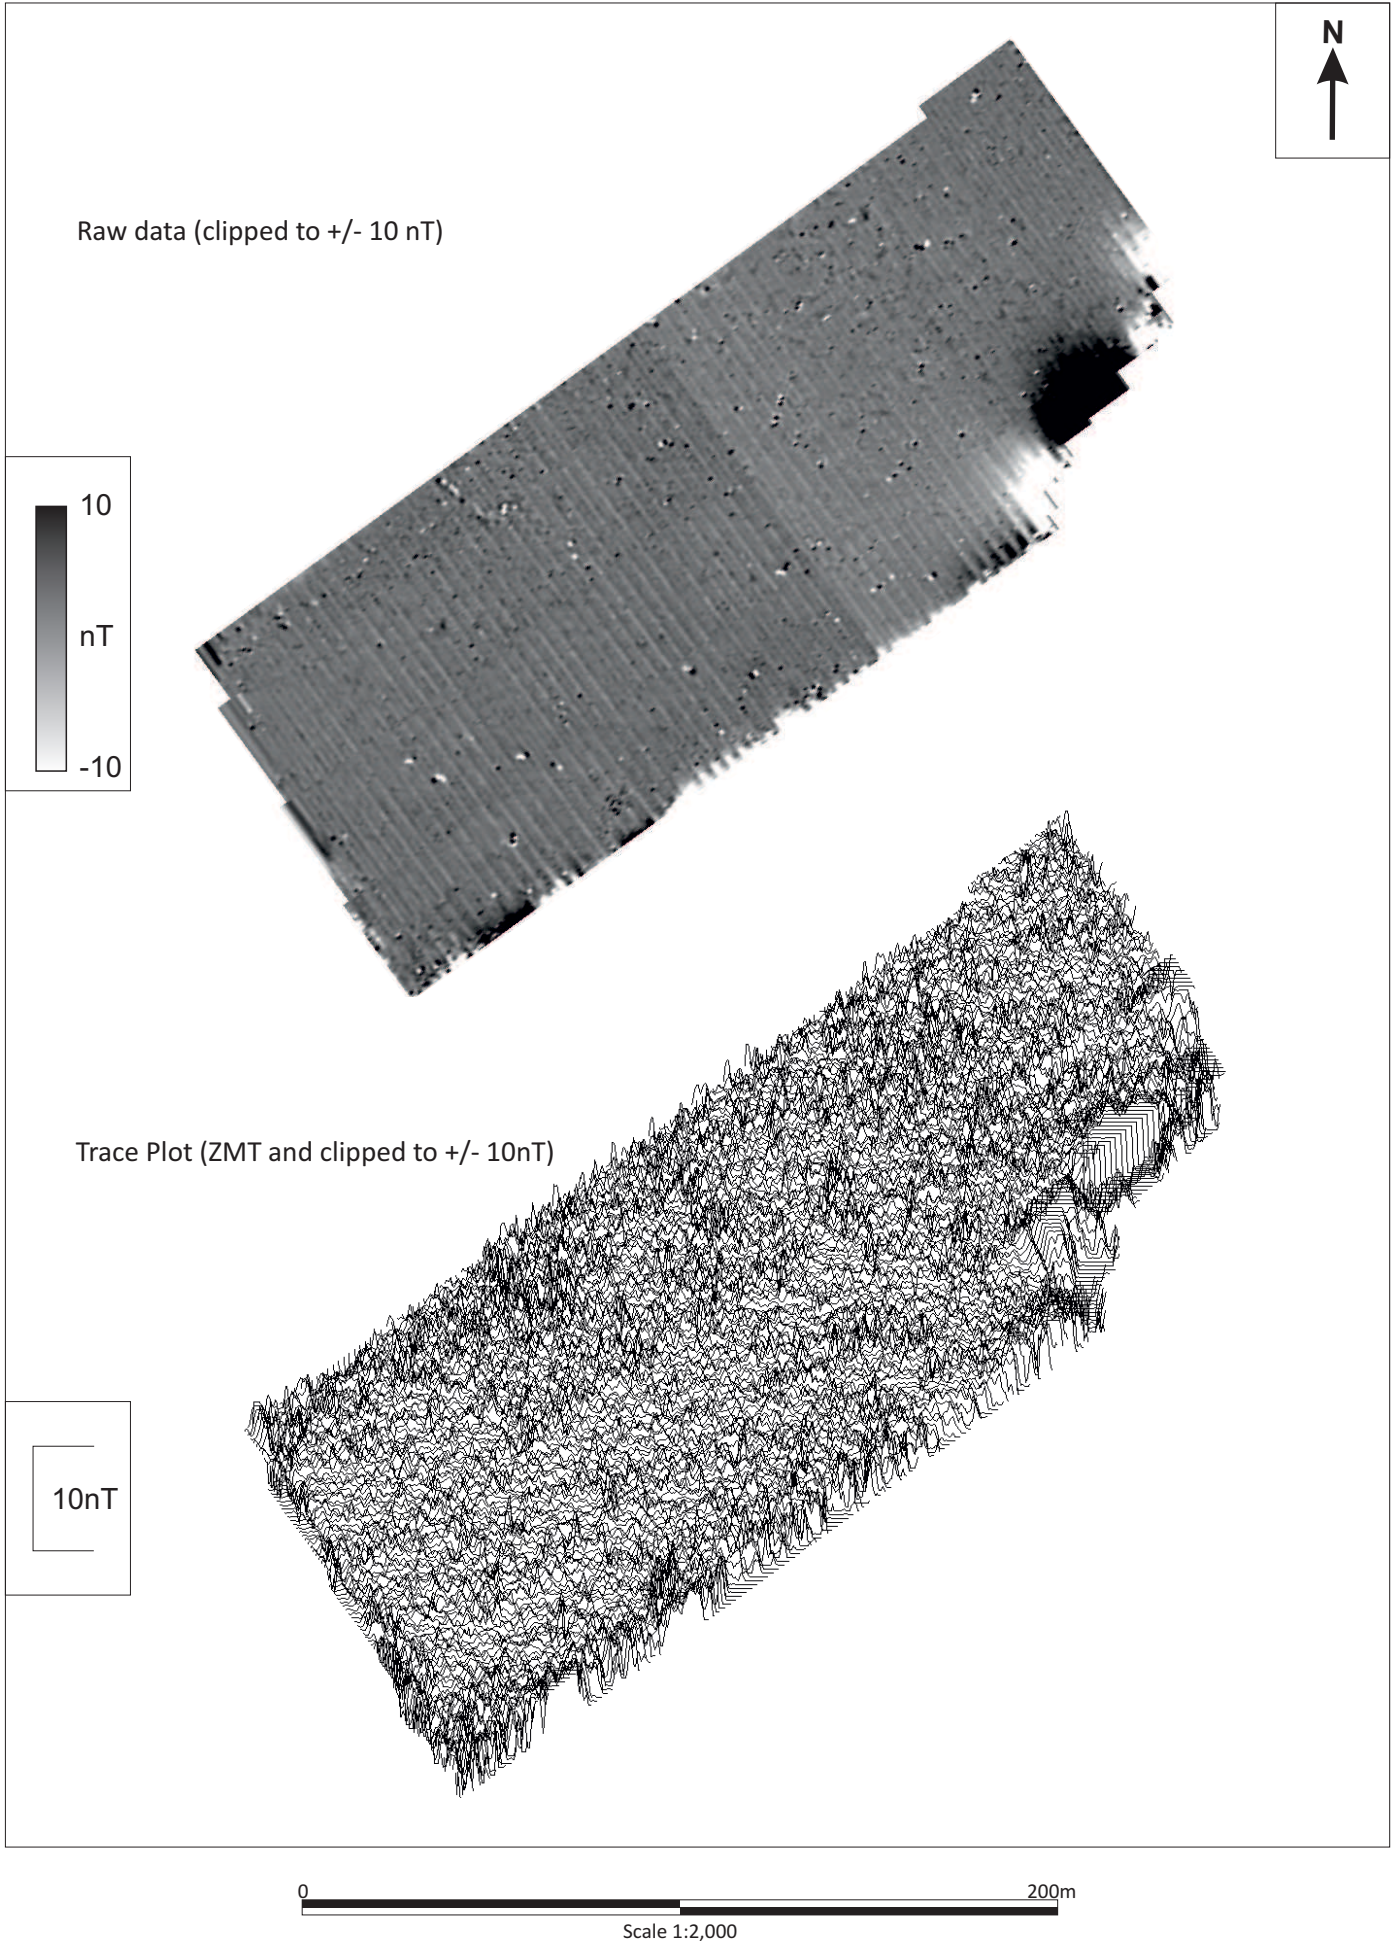 N
Raw data (clipped to +/- 10 nT)
10
nT
-10
Trace Plot (ZMT and clipped to +/- 10nT)
10nT
0 200m
Scale 1:2,000